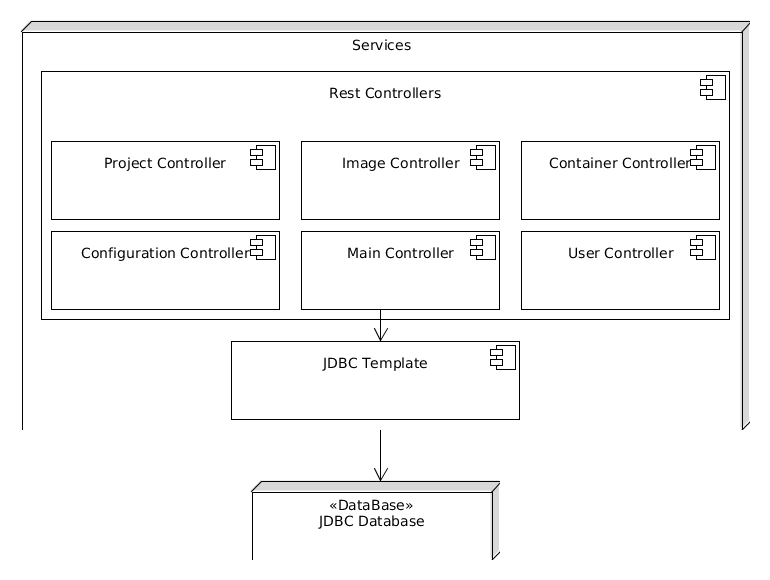 Services
Rest Controllers
Project Controller
Image Controller
Container Controller
Configuration Controller
Main Controller
User Controller
JDBC Template
«DataBase»
JDBC Database